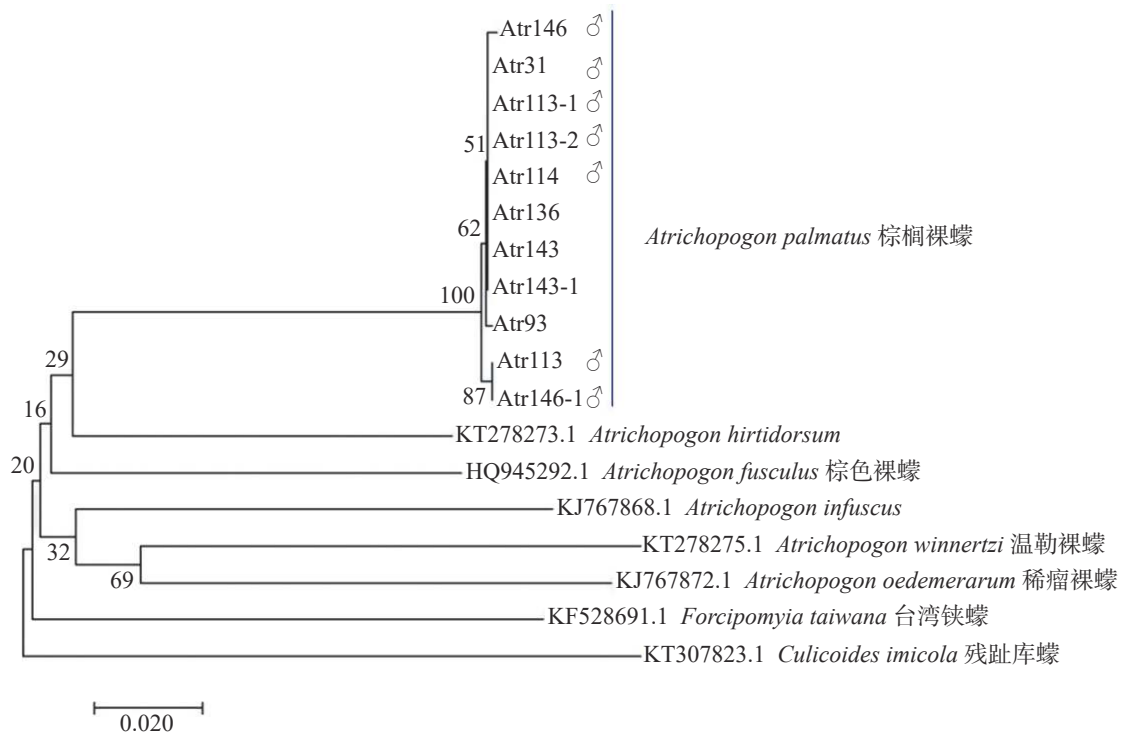 Atr146 ♂
Atr31 ♂
Atr113-1 ♂
Atr113-2 ♂
51
Atr114 ♂
Atr136
62
Atrichopogon palmatus 棕榈裸蠓
Atr143
Atr143-1
100
Atr93
Atr113 ♂
29
87
Atr146-1♂
16
KT278273.1 Atrichopogon hirtidorsum
20
HQ945292.1 Atrichopogon fusculus 棕色裸蠓
KJ767868.1 Atrichopogon infuscus
32
KT278275.1 Atrichopogon winnertzi 温勒裸蠓
69
KJ767872.1 Atrichopogon oedemerarum 稀瘤裸蠓
KF528691.1 Forcipomyia taiwana 台湾铗蠓
KT307823.1 Culicoides imicola 残趾库蠓
0.020